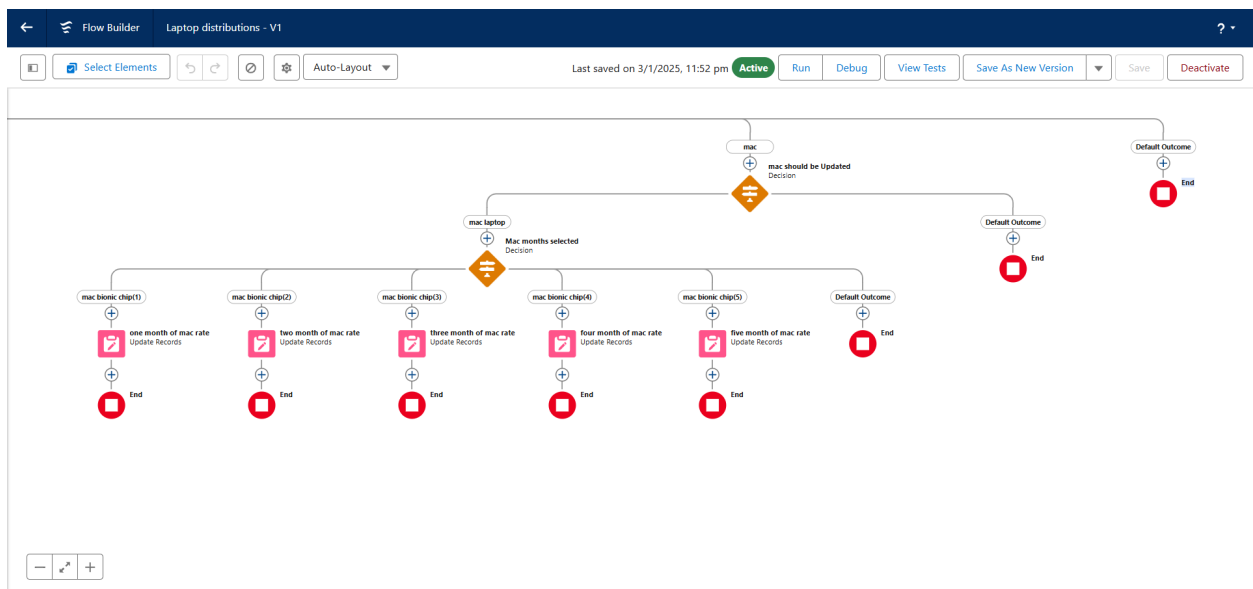 Flow Builder
Laptop distributions - V1
?
Select Elements
Auto-Layout
Last saved on 3/1/2025, 11:52 pm
Active
Run
Debug
View Tests
Save As New Version
Save
Deactivate
mac
Default Outcome
mac should be Updated
Decision
End
mac laptop
Default Outcome
Mac months selected
Decision
End
mac bionic chip(1)
mac bionic chip(2)
mac bionic chip(3)
mac bionic chip(4)
mac bionic chip(5)
Default Outcome
one month of mac rate
Update Records
two month of mac rate
Update Records
three month of mac rate
Update Records
four month of mac rate
Update Records
five month of mac rate
Update Records
End
End
End
End
End
End